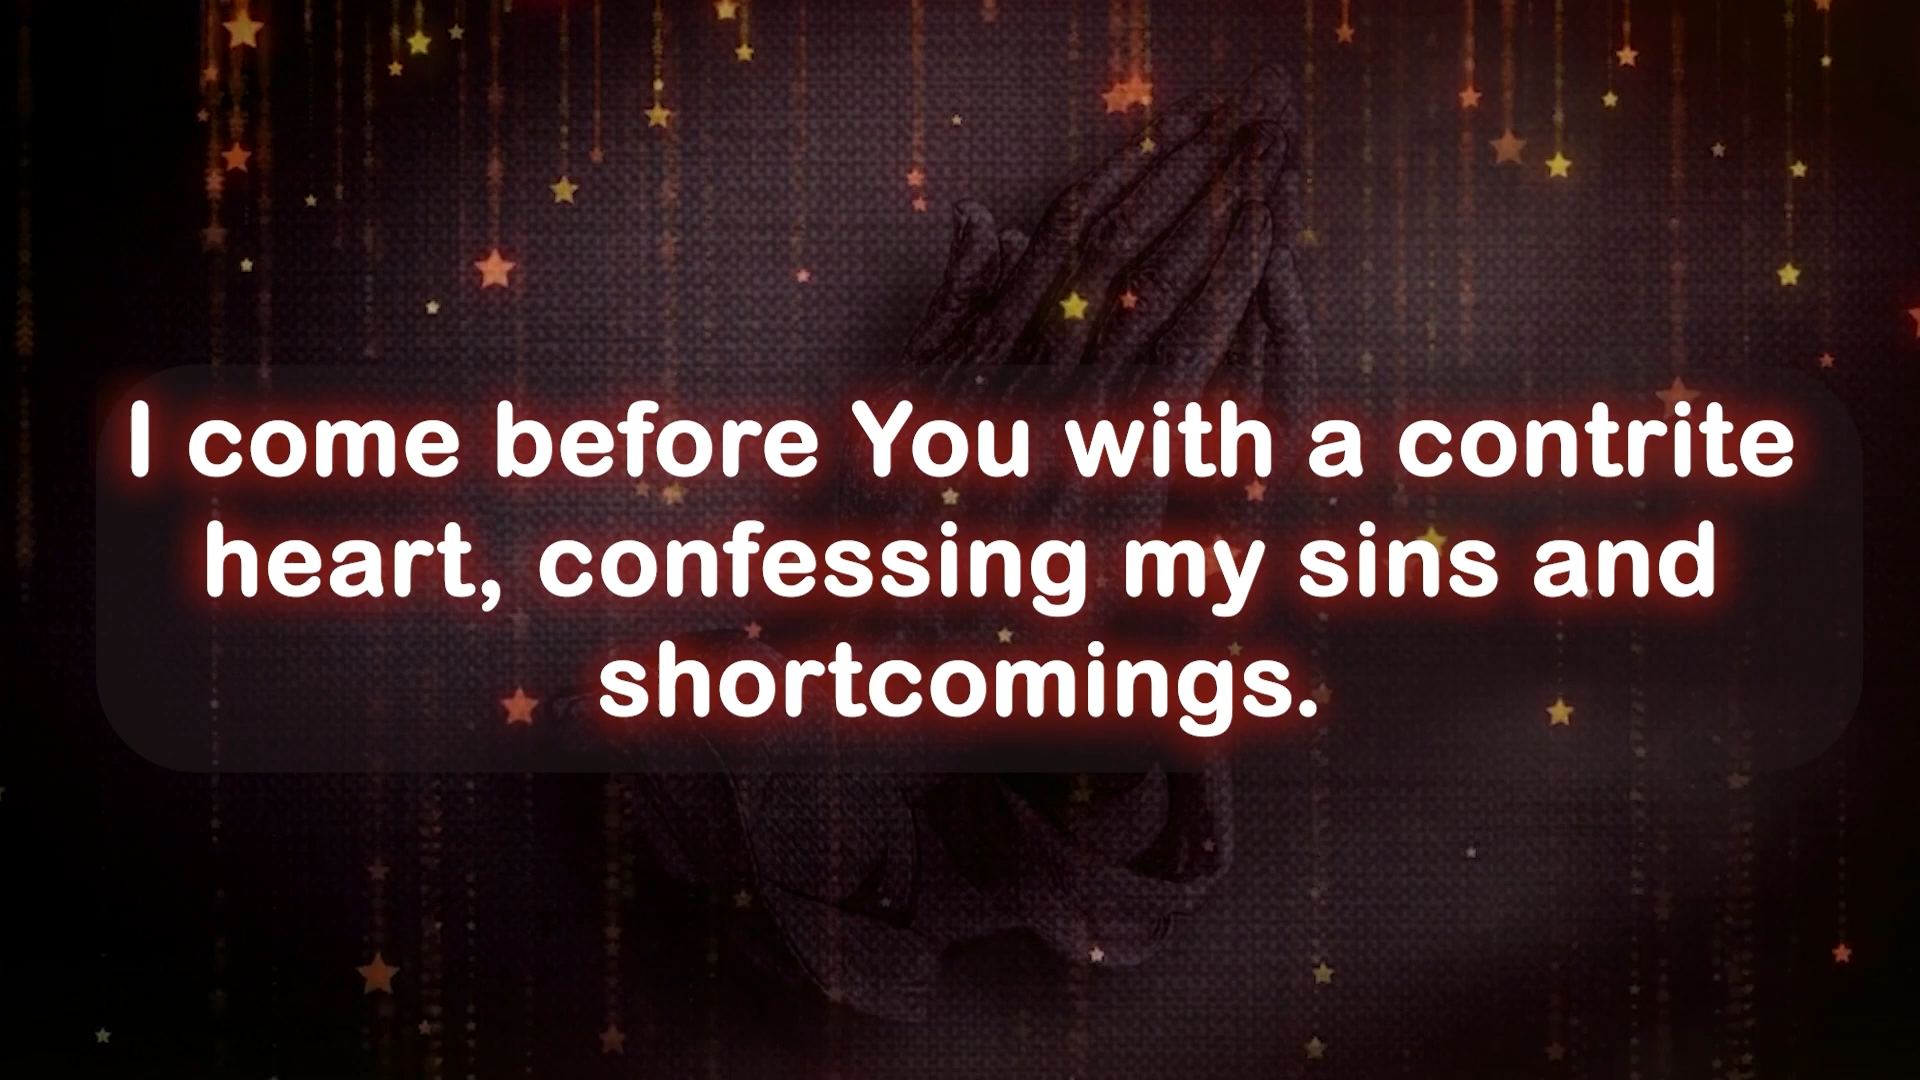 I come before You with a contrite
heart, confessing my sins and
shortcomings.